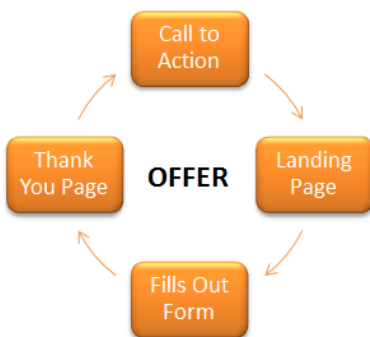 Call to
Action
Thank
You Page
OFFER
Landing
Page
Fills Out
Form